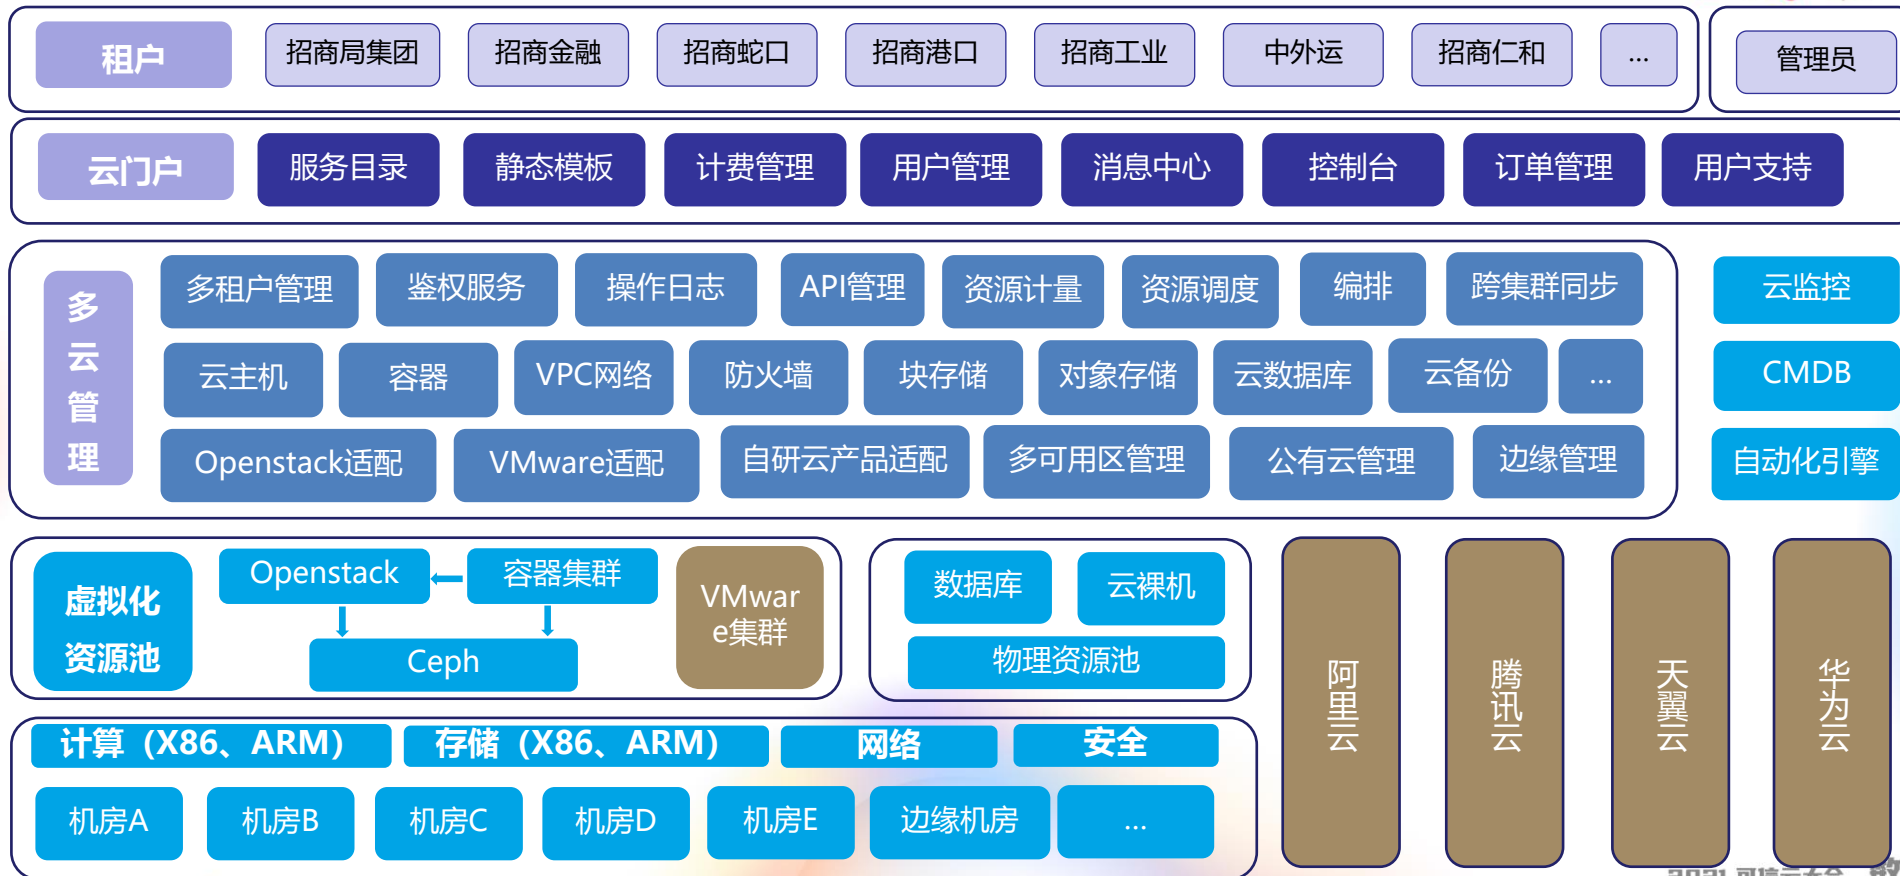 租户
招商局集团
招商金融
招商蛇口
招商港口
招商工业
中外运
招商仁和
...
管理员
云门户
服务目录
静态模板
计费管理
用户管理
消息中心
控制台
订单管理
用户支持
多云管理
多租户管理
鉴权服务
操作日志
API管理
资源计量
资源调度
编排
跨集群同步
云主机
容器
VPC网络
防火墙
块存储
对象存储
云数据库
云备份
...
Openstack适配
VMware适配
自研云产品适配
多可用区管理
公有云管理
边缘管理
云监控
CMDB
自动化引擎
虚拟化
资源池
Openstack
容器集群
Ceph
VMwar
e集群
数据库
云裸机
物理资源池
阿里云
腾讯云
天翼云
华为云
计算（X86、ARM）
存储（X86、ARM）
网络
安全
机房A
机房B
机房C
机房D
机房E
边缘机房
...